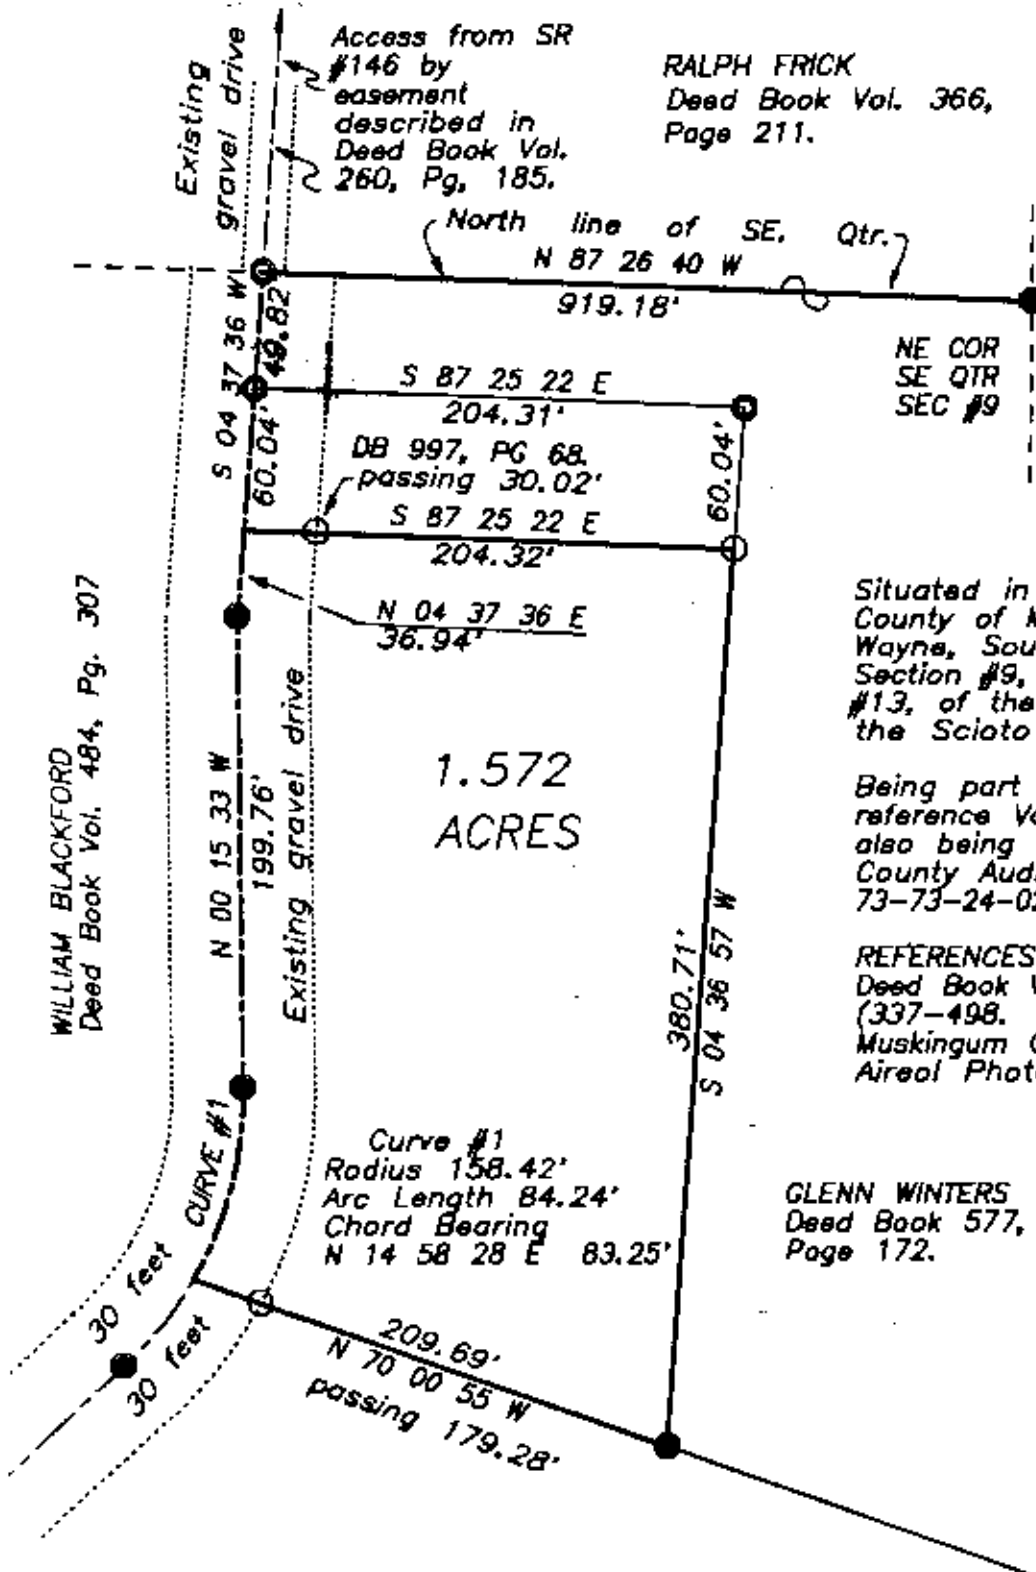 Existing
gravel drive
Access from SR
#146 by
easement
described in
Deed Book Vol.
260, Pg, 185.
RALPH FRICK
Deed Book Vol. 366,
Page 211.
North line of SE. Qtr.
N 87 26 40 W
919.18'
NE COR
SE QTR
SEC #9
S 04 37 36 W
49.82
60.04'
S 87 25 22 E
204.31'
DB 997, PG 68.
passing 30.02'
60.04'
S 87 25 22 E
204.32'
N 04 37 36 E
36.94'
WILLIAM BLACKFORD
Deed Book Vol. 484, Pg. 307
N 00 15 33 W
199.76'
Existing gravel drive
1.572
ACRES
380.71'
S 04 36 57 W
Situated in
County of
Wayne, Sou
Section #9,
#13, of the
the Scioto
Being part
reference Vo
also being
County Aud
73-73-24-02
REFERENCES
Deed Book V
(337-498.
Muskingum
Aireal Phot
CURVE #1
Curve #1
Radius 158.42'
Arc Length 84.24'
Chord Bearing
N 14 58 28 E 83.25'
GLENN WINTERS
Deed Book 577,
Page 172.
30 feet
30 feet
209.69'
N 70 00 55 W
passing 179.28'